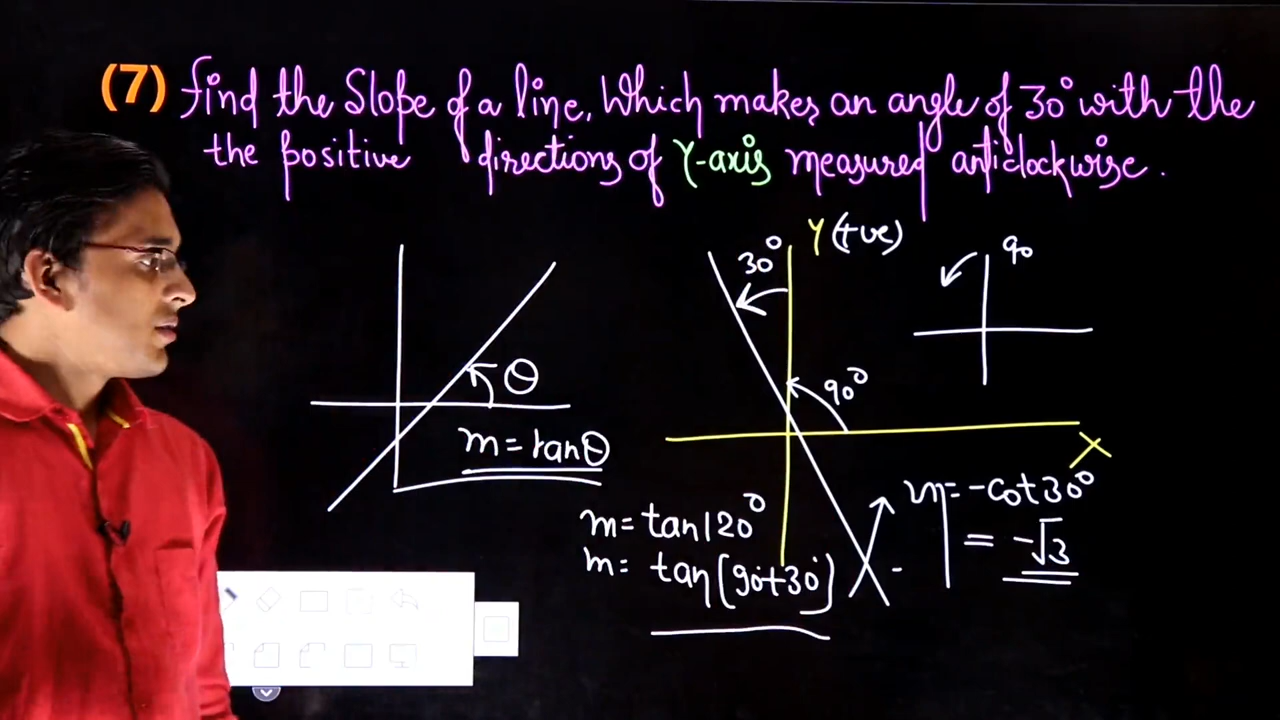 (7) find the Slope of a line, Which makes an angle of 30° with the
the positive directions of Y-axis measured anticlockwise.
θ
m = tanθ
30°
Y (+ve)
90°
X
90
m = tan120°
m = tan(90°+30°)
m = -cot30°
= -√3